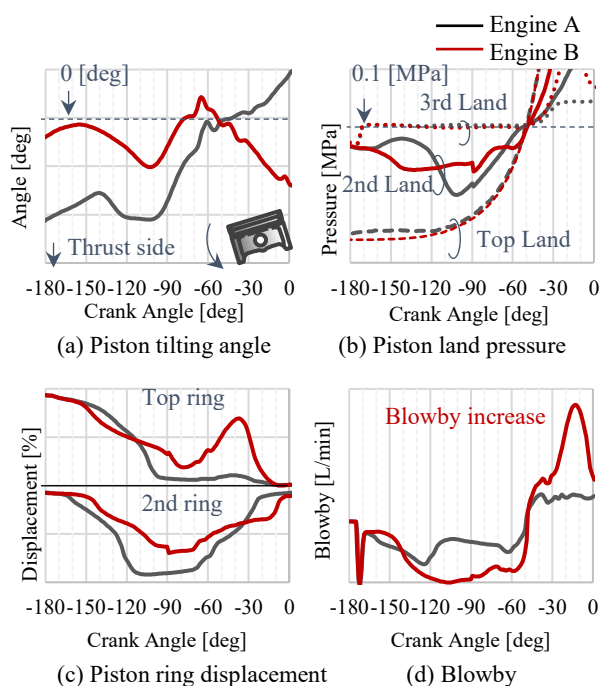 Engine A
Engine B
0 [deg]
Thrust side
Angle [deg]
-180 -150 -120 -90 -60 -30 0
Crank Angle [deg]
(a) Piston tilting angle
0.1 [MPa]
3rd Land
2nd Land
Top Land
Pressure [MPa]
-180 -150 -120 -90 -60 -30 0
Crank Angle [deg]
(b) Piston land pressure
Top ring
2nd ring
Displacement [%]
-180 -150 -120 -90 -60 -30 0
Crank Angle [deg]
(c) Piston ring displacement
Blowby increase
Blowby [L/min]
-180 -150 -120 -90 -60 -30 0
Crank Angle [deg]
(d) Blowby